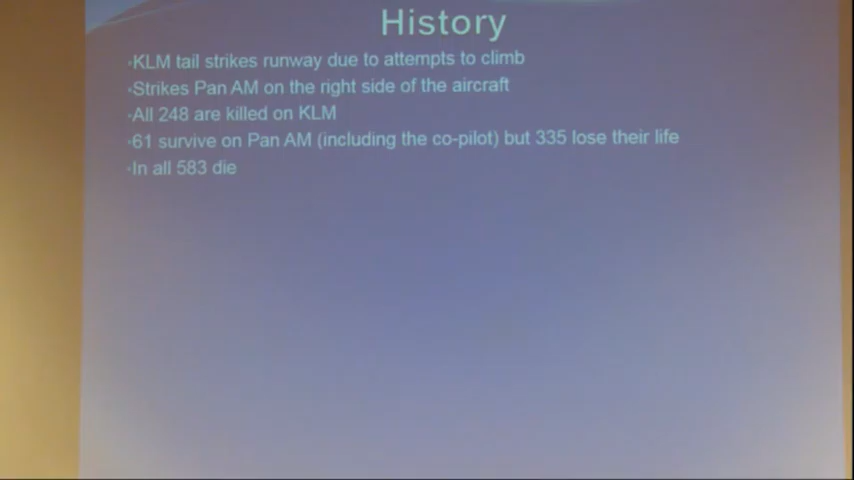 History
•KLM tail strikes runway due to attempts to climb
•Strikes Pan AM on the right side of the aircraft
•All 248 are killed on KLM
•61 survive on Pan AM (including the co-pilot) but 335 lose their life
•In all 583 die